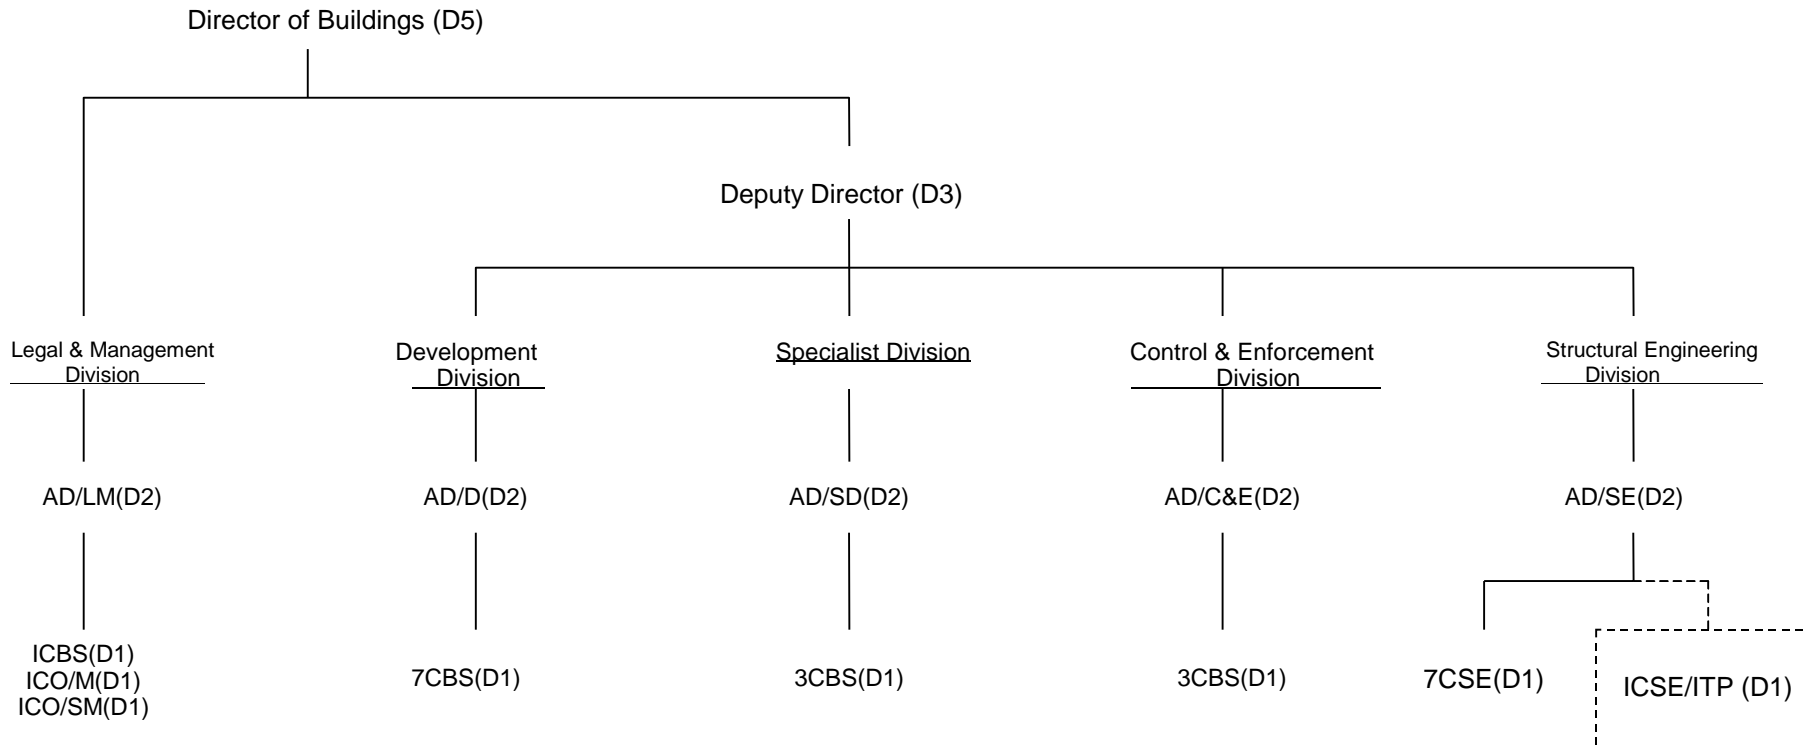 Director of Buildings (D5)
Deputy Director (D3)
Legal & Management
Division
Development
Division
Specialist Division
Control & Enforcement
Division
Structural Engineering
Division
AD/LM(D2)
AD/D(D2)
AD/SD(D2)
AD/C&E(D2)
AD/SE(D2)
ICBS(D1)
ICO/M(D1)
ICO/SM(D1)
7CBS(D1)
3CBS(D1)
3CBS(D1)
7CSE(D1)
ICSE/ITP (D1)